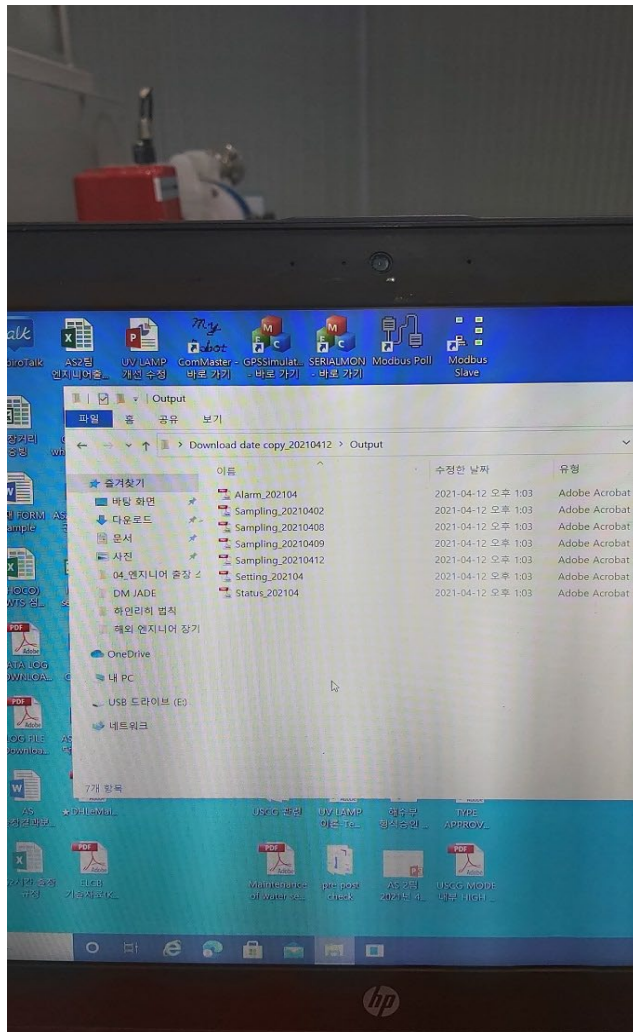 AS2팀
엔지니어출...
UV LAMP
개선 수정
My
ComMaster -
바로 가기
GPSSimulat...
- 바로 가기
SERIALMON
- 바로 가기
Modbus Poll
Modbus
Slave
Output
파일 홈 공유 보기
Download date copy_20210412 > Output
이름 수정한 날짜 유형
즐겨찾기
바탕 화면
다운로드
문서
사진
04_엔지니어 출장
DM JADE
하인리히 법칙
해외 엔지니어 장기
OneDrive
내 PC
USB 드라이브 (E:)
네트워크
Alarm_202104 2021-04-12 오후 1:03 Adobe Acrobat
Sampling_20210402 2021-04-12 오후 1:03 Adobe Acrobat
Sampling_20210408 2021-04-12 오후 1:03 Adobe Acrobat
Sampling_20210409 2021-04-12 오후 1:03 Adobe Acrobat
Sampling_20210412 2021-04-12 오후 1:03 Adobe Acrobat
Setting_202104 2021-04-12 오후 1:03 Adobe Acrobat
Status_202104 2021-04-12 오후 1:03 Adobe Acrobat
7개 항목
USCG 관련
UV LAMP
TYPE
APPROV...
PDF
Adobe
Maintenance
of water se...
pre post
check
AS 2팀
USCG MODE
hp